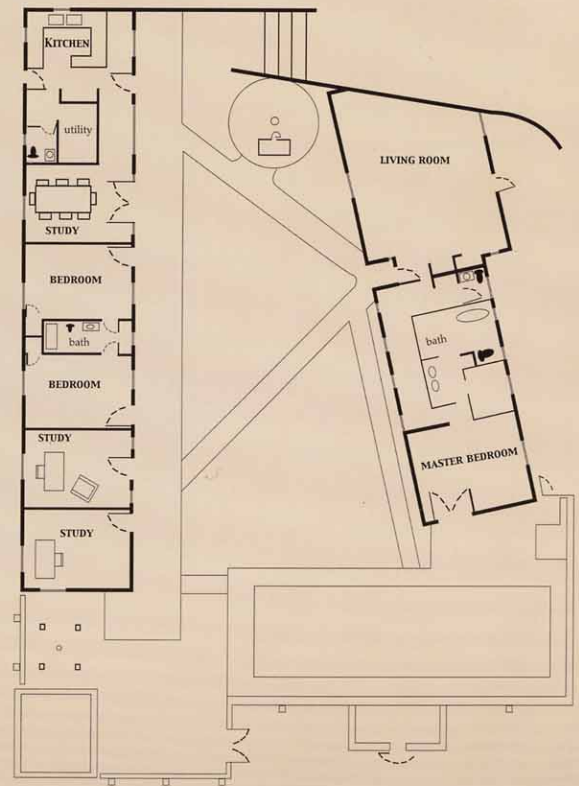 KITCHEN
utility
STUDY
BEDROOM
bath
BEDROOM
STUDY
STUDY
LIVING ROOM
bath
MASTER BEDROOM